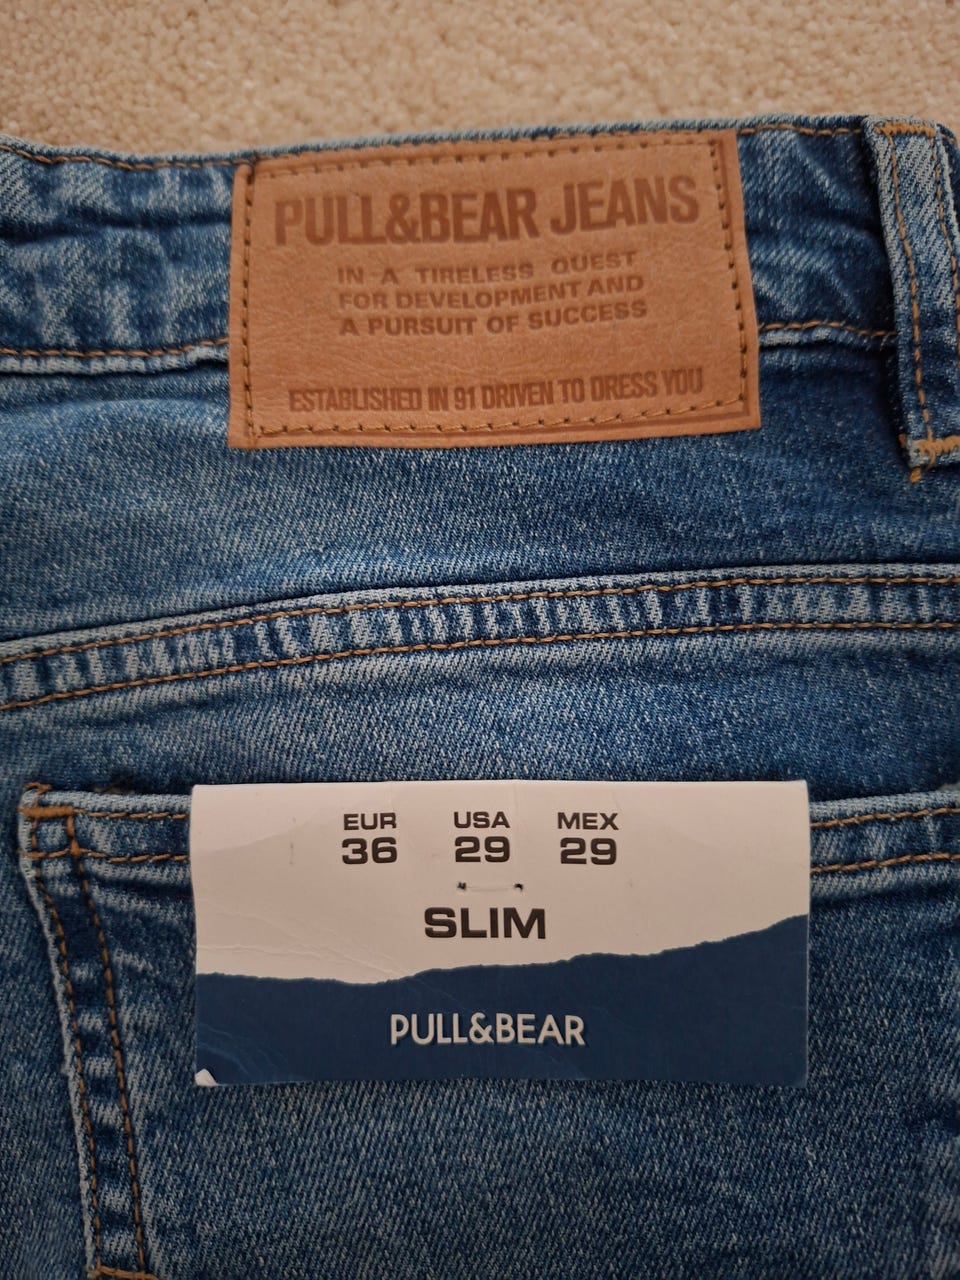 PULL&BEAR JEANS
IN A TIRELESS QUEST
FOR DEVELOPMENT AND
A PURSUIT OF SUCCESS
ESTABLISHED IN 91 DRIVEN TO DRESS YOU
EUR USA MEX
36 29 29
SLIM
PULL&BEAR